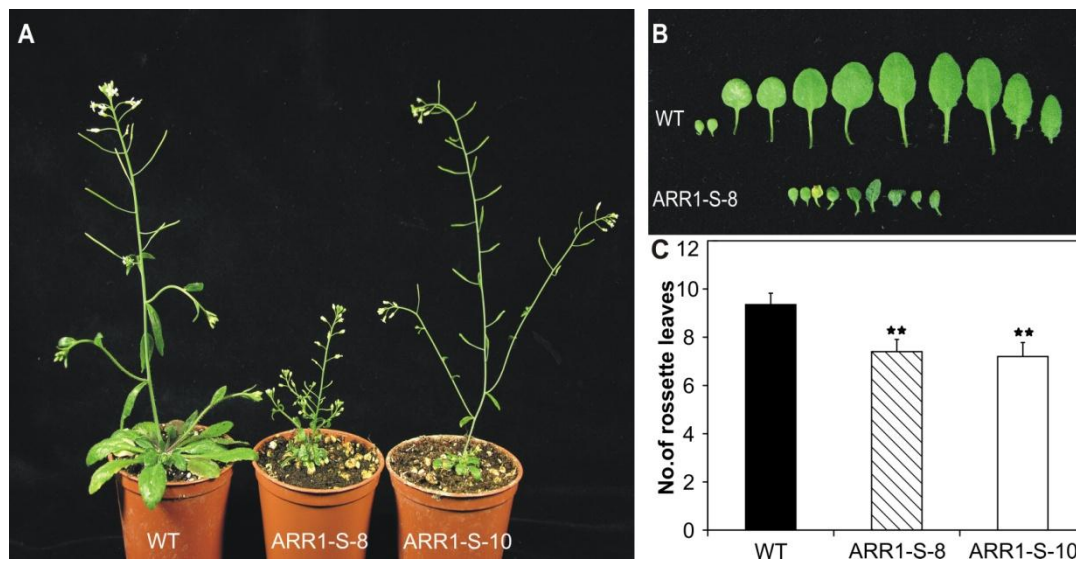 A
WT
ARR1-S-8
ARR1-S-10
B
WT
ARR1-S-8
C
No.of rossette leaves
12
10
8
6
4
2
0
**
**
WT
ARR1-S-8
ARR1-S-10